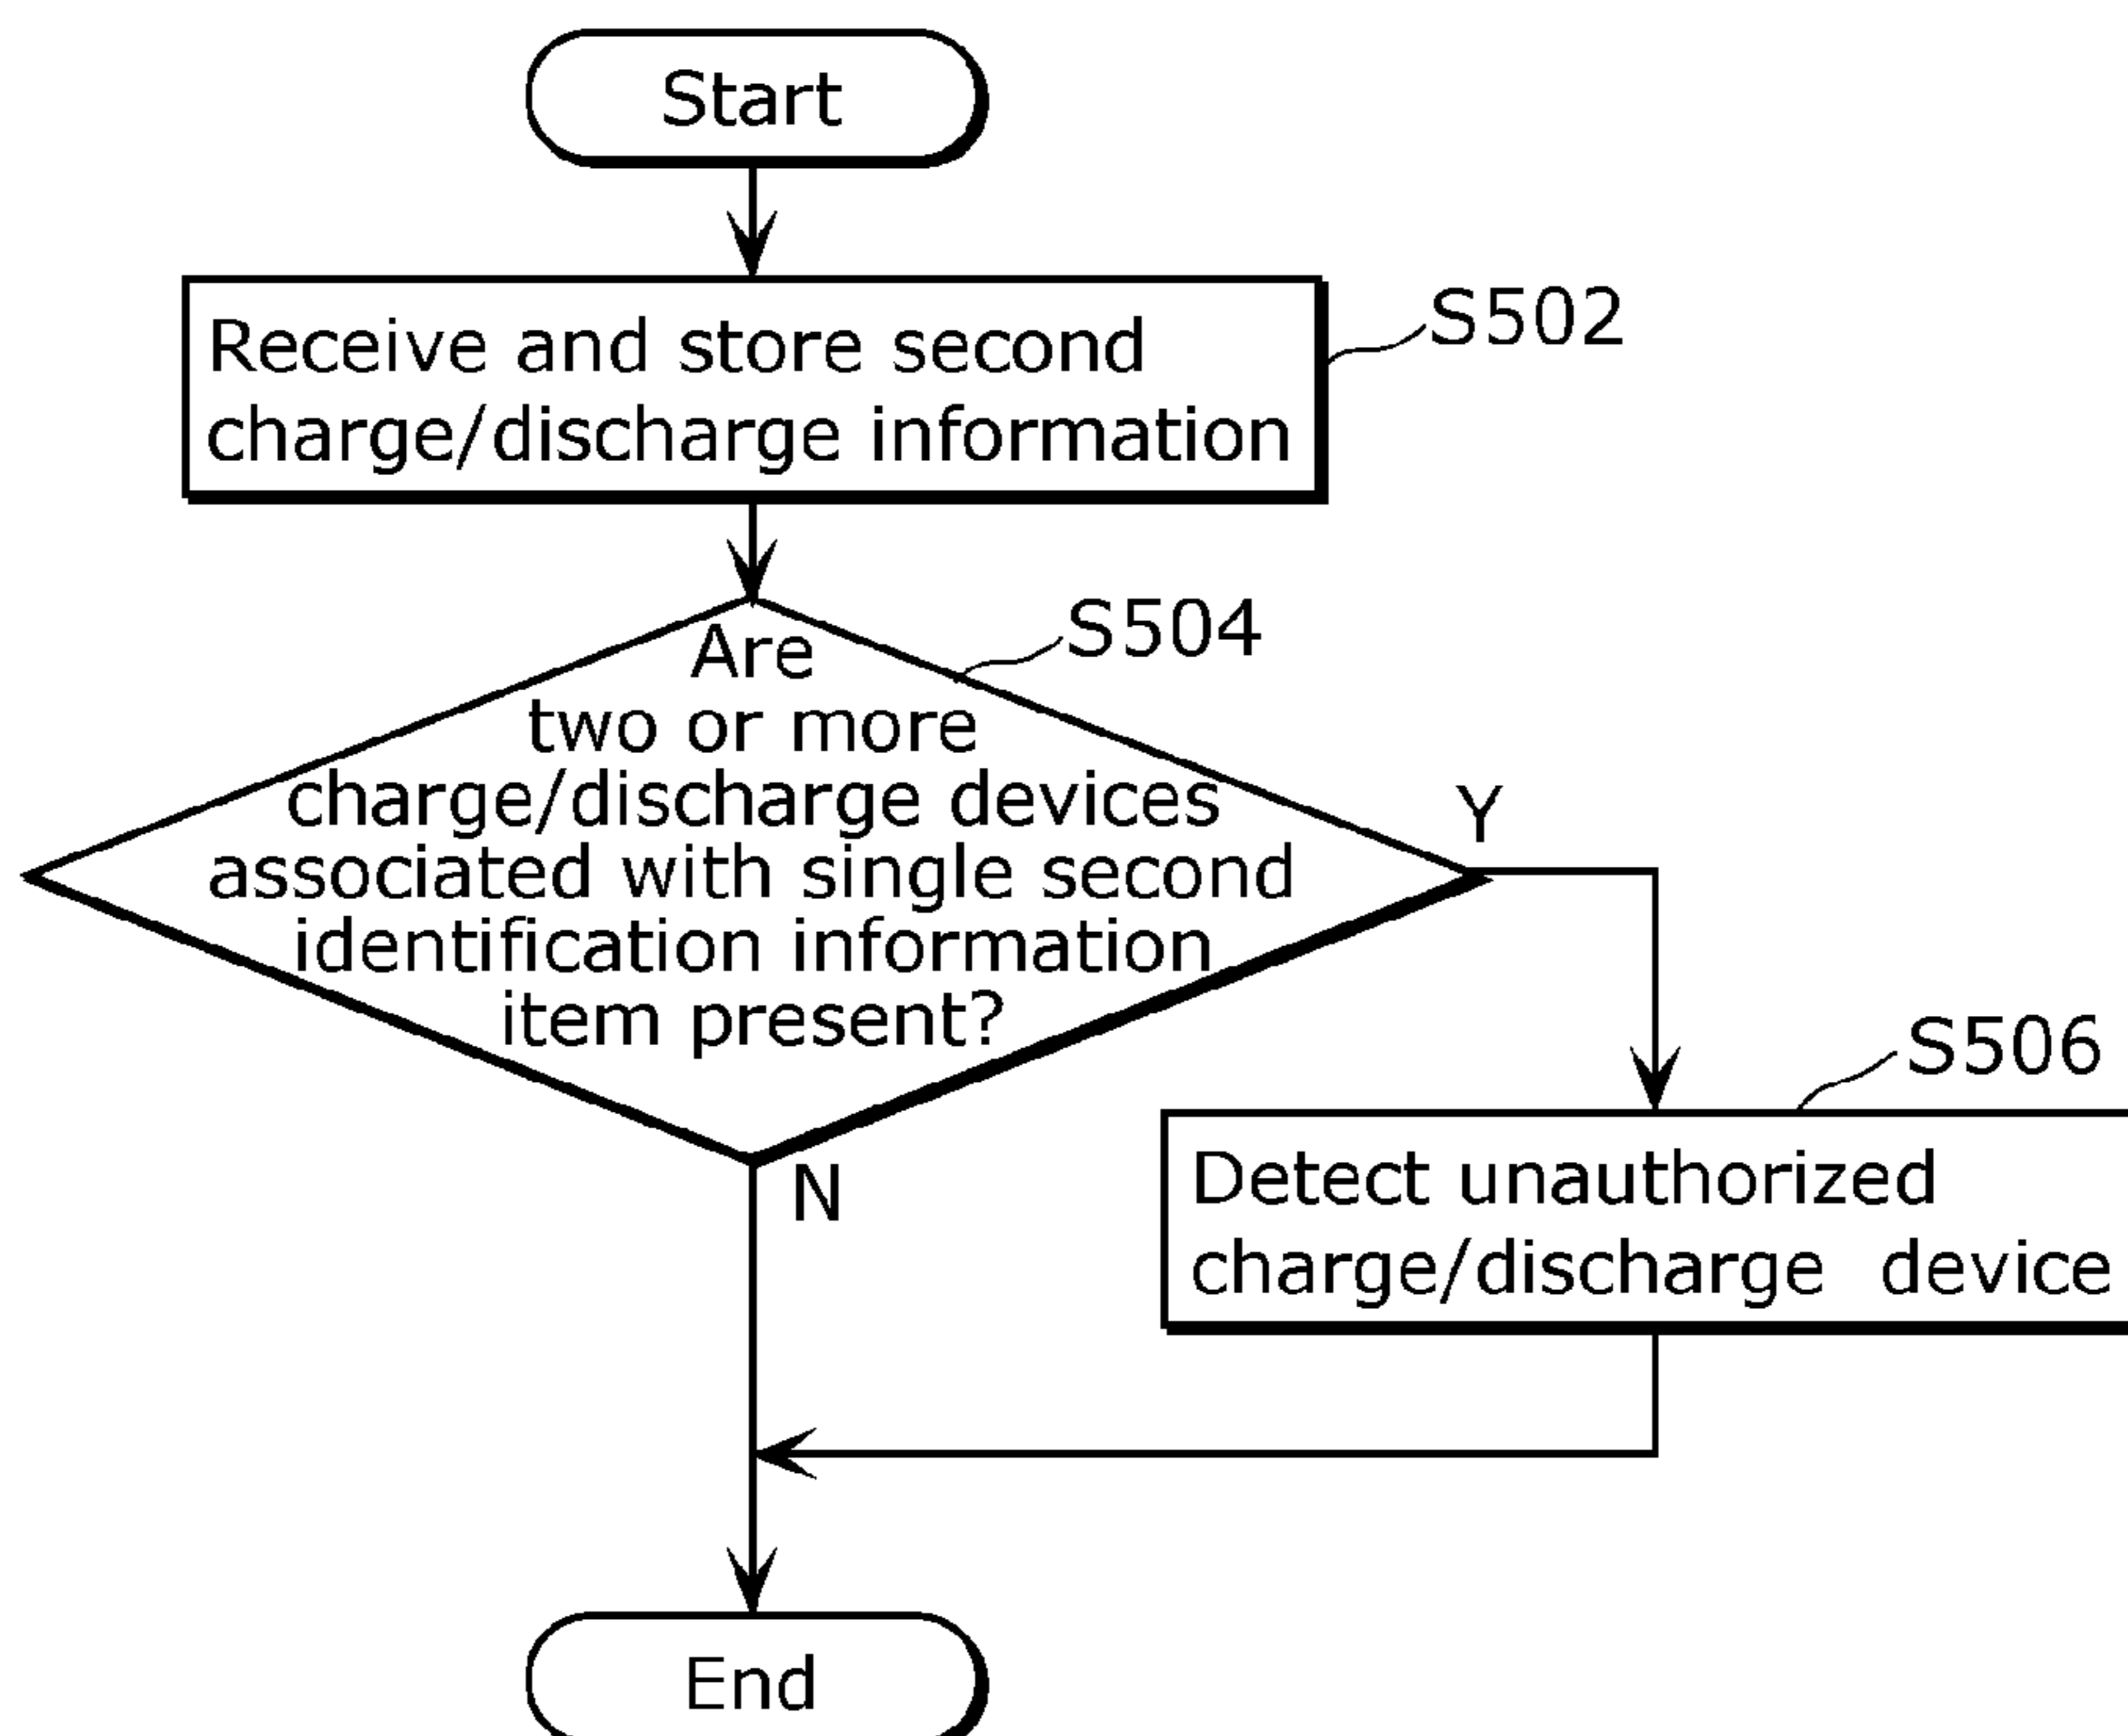 Start
Receive and store second
charge/discharge information
S502
Are
two or more
charge/discharge devices
associated with single second
identification information
item present?
S504
Y
N
S506
Detect unauthorized
charge/discharge device
End